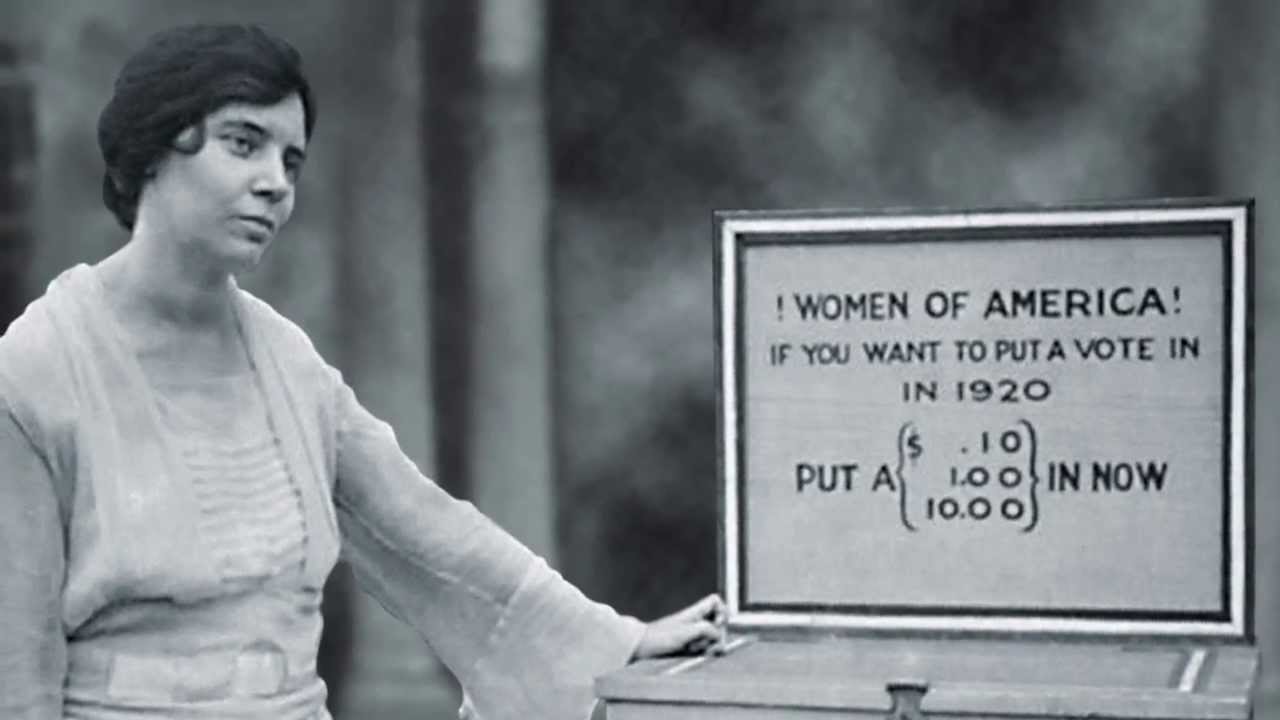 ! WOMEN OF AMERICA!
IF YOU WANT TO PUT A VOTE IN
IN 1920
PUT A { $ .10
1.00
10.00 } IN NOW